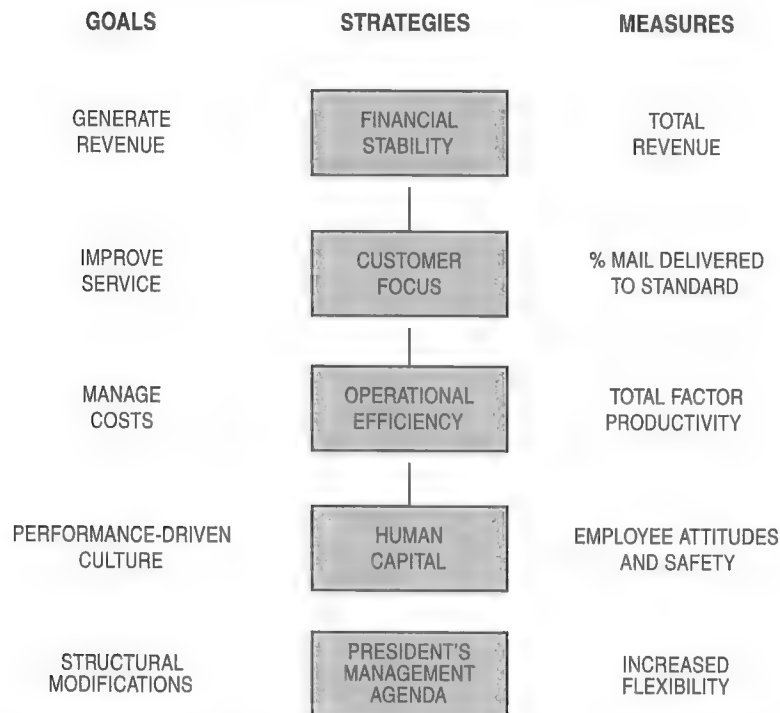 GOALS STRATEGIES MEASURES
GENERATE REVENUE
FINANCIAL STABILITY
TOTAL REVENUE
IMPROVE SERVICE
CUSTOMER FOCUS
% MAIL DELIVERED TO STANDARD
MANAGE COSTS
OPERATIONAL EFFICIENCY
TOTAL FACTOR PRODUCTIVITY
PERFORMANCE-DRIVEN CULTURE
HUMAN CAPITAL
EMPLOYEE ATTITUDES AND SAFETY
STRUCTURAL MODIFICATIONS
PRESIDENT'S MANAGEMENT AGENDA
INCREASED FLEXIBILITY